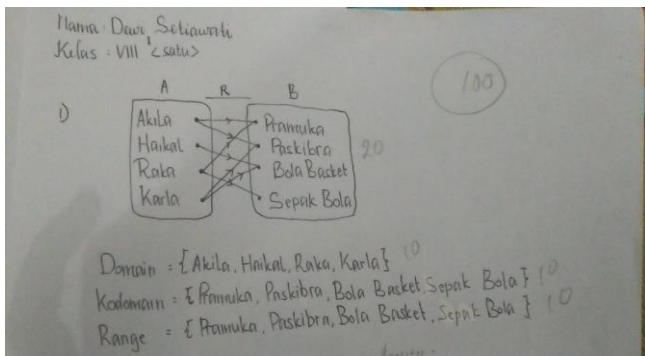 Nama : Dewi Setiawati
Kelas : VIII 1 <satu>
100
A R B
1)
Akila
Haikal
Raka
Karla
Pramuka
Paskibra
Bola Basket
Sepak Bola
20
Domain = {Akila, Haikal, Raka, Karla} 10
Kodomain = {Pramuka, Paskibra, Bola Basket, Sepak Bola} 10
Range = {Pramuka, Paskibra, Bola Basket, Sepak Bola} 10